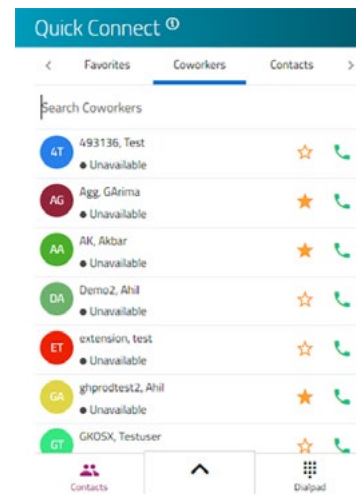 Quick Connect
Favorites Coworkers Contacts
Search Coworkers
4T 493136, Test
Unavailable
AG Agg, GArima
Unavailable
AA AK, Akbar
Unavailable
DA Demo2, Ahil
Unavailable
ET extension, test
Unavailable
GA ghprodtest2, Ahil
Unavailable
GT GKOSX, Testuser
Contacts Dialpad